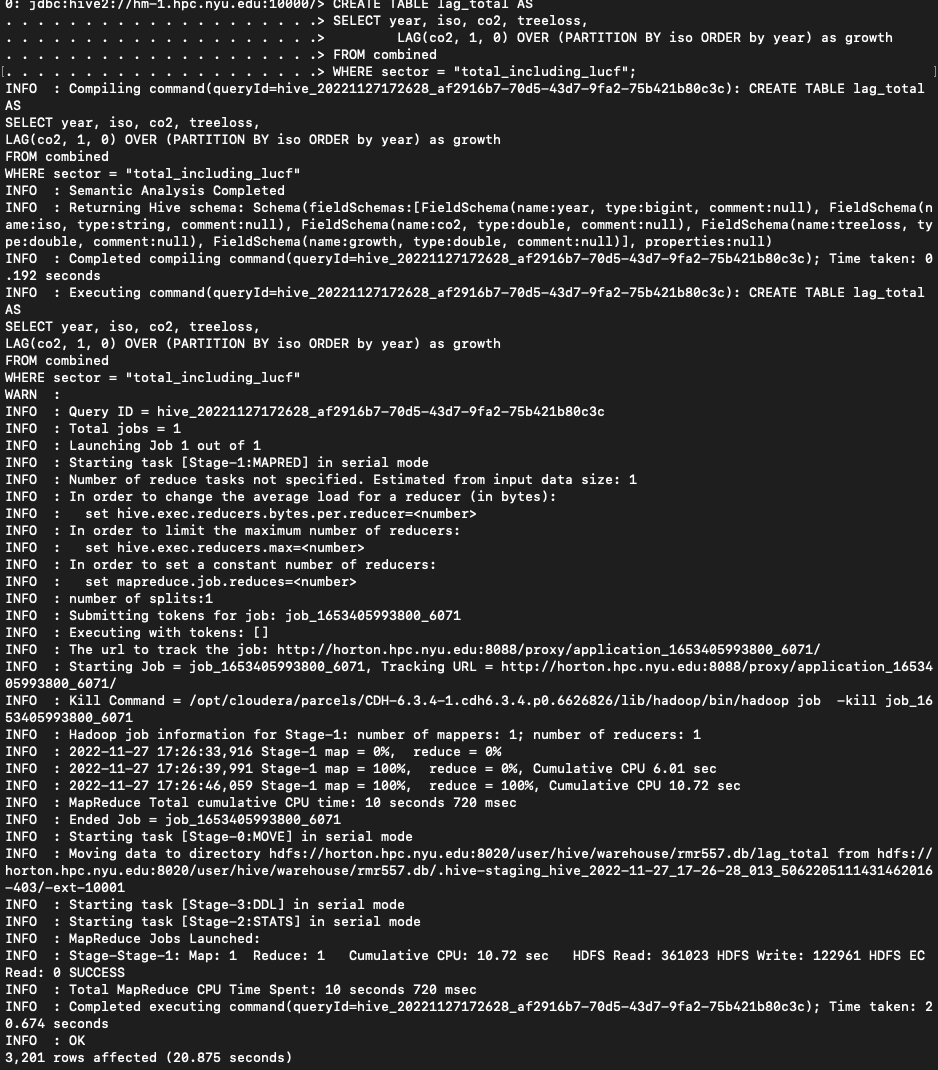 0: jdbc:hive2://hm-1.hpc.nyu.edu:10000/> CREATE TABLE lag_total AS
. . . . . . . . . . . . . . . . . . . .> SELECT year, iso, co2, treeloss,
. . . . . . . . . . . . . . . . . . . .>         LAG(co2, 1, 0) OVER (PARTITION BY iso ORDER by year) as growth
. . . . . . . . . . . . . . . . . . . .> FROM combined
[. . . . . . . . . . . . . . . . . . . .> WHERE sector = "total_including_lucf"; ]
INFO  : Compiling command(queryId=hive_20221127172628_af2916b7-70d5-43d7-9fa2-75b421b80c3c): CREATE TABLE lag_total
AS
SELECT year, iso, co2, treeloss,
LAG(co2, 1, 0) OVER (PARTITION BY iso ORDER by year) as growth
FROM combined
WHERE sector = "total_including_lucf"
INFO  : Semantic Analysis Completed
INFO  : Returning Hive schema: Schema(fieldSchemas:[FieldSchema(name:year, type:bigint, comment:null), FieldSchema(n
ame:iso, type:string, comment:null), FieldSchema(name:co2, type:double, comment:null), FieldSchema(name:treeloss, ty
pe:double, comment:null), FieldSchema(name:growth, type:double, comment:null)], properties:null)
INFO  : Completed compiling command(queryId=hive_20221127172628_af2916b7-70d5-43d7-9fa2-75b421b80c3c); Time taken: 0
.192 seconds
INFO  : Executing command(queryId=hive_20221127172628_af2916b7-70d5-43d7-9fa2-75b421b80c3c): CREATE TABLE lag_total
AS
SELECT year, iso, co2, treeloss,
LAG(co2, 1, 0) OVER (PARTITION BY iso ORDER by year) as growth
FROM combined
WHERE sector = "total_including_lucf"
WARN  :
INFO  : Query ID = hive_20221127172628_af2916b7-70d5-43d7-9fa2-75b421b80c3c
INFO  : Total jobs = 1
INFO  : Launching Job 1 out of 1
INFO  : Starting task [Stage-1:MAPRED] in serial mode
INFO  : Number of reduce tasks not specified. Estimated from input data size: 1
INFO  : In order to change the average load for a reducer (in bytes):
INFO  :   set hive.exec.reducers.bytes.per.reducer=<number>
INFO  : In order to limit the maximum number of reducers:
INFO  :   set hive.exec.reducers.max=<number>
INFO  : In order to set a constant number of reducers:
INFO  :   set mapreduce.job.reduces=<number>
INFO  : number of splits:1
INFO  : Submitting tokens for job: job_1653405993800_6071
INFO  : Executing with tokens: []
INFO  : The url to track the job: http://horton.hpc.nyu.edu:8088/proxy/application_1653405993800_6071/
INFO  : Starting Job = job_1653405993800_6071, Tracking URL = http://horton.hpc.nyu.edu:8088/proxy/application_16534
05993800_6071/
INFO  : Kill Command = /opt/cloudera/parcels/CDH-6.3.4-1.cdh6.3.4.p0.6626826/lib/hadoop/bin/hadoop job  -kill job_16
53405993800_6071
INFO  : Hadoop job information for Stage-1: number of mappers: 1; number of reducers: 1
INFO  : 2022-11-27 17:26:33,916 Stage-1 map = 0%,  reduce = 0%
INFO  : 2022-11-27 17:26:39,991 Stage-1 map = 100%,  reduce = 0%, Cumulative CPU 6.01 sec
INFO  : 2022-11-27 17:26:46,059 Stage-1 map = 100%,  reduce = 100%, Cumulative CPU 10.72 sec
INFO  : MapReduce Total cumulative CPU time: 10 seconds 720 msec
INFO  : Ended Job = job_1653405993800_6071
INFO  : Starting task [Stage-0:MOVE] in serial mode
INFO  : Moving data to directory hdfs://horton.hpc.nyu.edu:8020/user/hive/warehouse/rmr557.db/lag_total from hdfs://
horton.hpc.nyu.edu:8020/user/hive/warehouse/rmr557.db/.hive-staging_hive_2022-11-27_17-26-28_013_5062205111431462016
-403/-ext-10001
INFO  : Starting task [Stage-3:DDL] in serial mode
INFO  : Starting task [Stage-2:STATS] in serial mode
INFO  : MapReduce Jobs Launched:
INFO  : Stage-Stage-1: Map: 1  Reduce: 1   Cumulative CPU: 10.72 sec   HDFS Read: 361023 HDFS Write: 122961 HDFS EC
Read: 0 SUCCESS
INFO  : Total MapReduce CPU Time Spent: 10 seconds 720 msec
INFO  : Completed executing command(queryId=hive_20221127172628_af2916b7-70d5-43d7-9fa2-75b421b80c3c); Time taken: 2
0.674 seconds
INFO  : OK
3,201 rows affected (20.875 seconds)